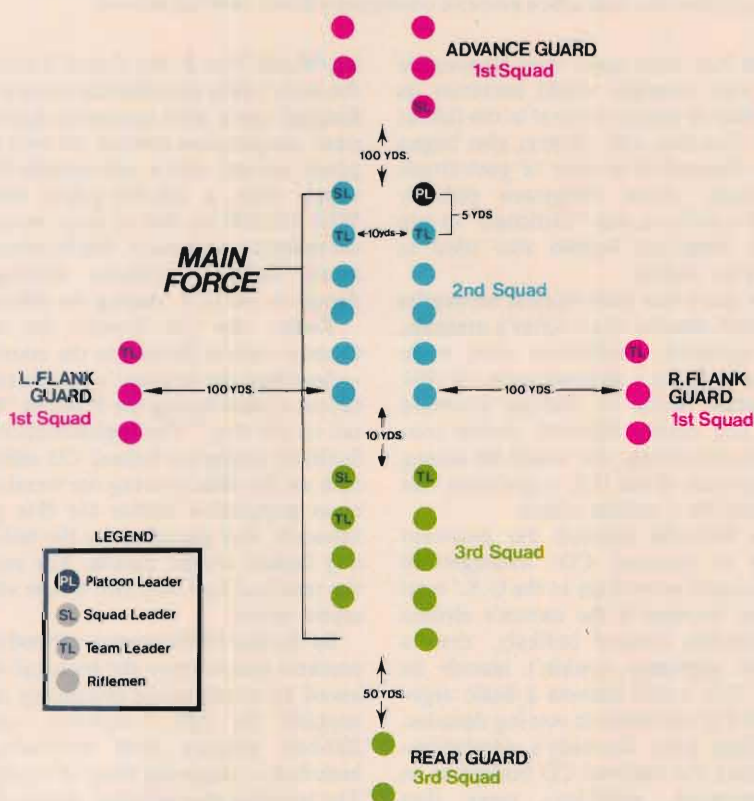 ADVANCE GUARD
1st Squad
SL
100 YDS.
SL
PL
5 YDS
TL
10yds
TL
MAIN
FORCE
2nd Squad
TL
TL
L.FLANK
GUARD
1st Squad
100 YDS.
100 YDS.
R.FLANK
GUARD
1st Squad
10 YDS.
SL
TL
TL
3rd Squad
LEGEND
PL Platoon Leader
SL Squad Leader
TL Team Leader
Riflemen
50 YDS.
REAR GUARD
3rd Squad